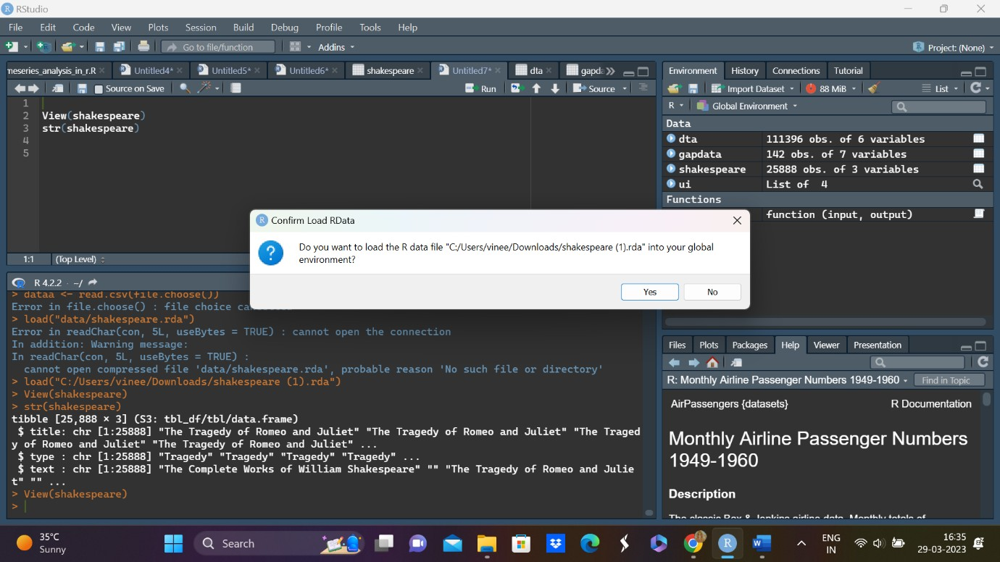 RStudio
File Edit Code View Plots Session Build Debug Profile Tools Help
Go to file/function Addins Project: (None)
meseries_analysis_in_r.R Untitled4* Untitled5* Untitled6* shakespeare Untitled7* dta gapda
Source on Save Run Source
1
2 View(shakespeare)
3 str(shakespeare)
4
5
1:1 (Top Level)
Environment History Connections Tutorial
Import Dataset 88 MiB List
R Global Environment
Data
dta 111396 obs. of 6 variables
gapdata 142 obs. of 7 variables
shakespeare 25888 obs. of 3 variables
ui List of 4
Functions
function (input, output)
R Confirm Load RData
Do you want to load the R data file "C:/Users/vinee/Downloads/shakespeare (1).rda" into your global
environment?
Yes No
R 4.2.2 · ~/
> dataa <- read.csv(file.choose())
Error in file.choose() : file choice
> load("data/shakespeare.rda")
Error in readChar(con, 5L, useBytes = TRUE) : cannot open the connection
In addition: Warning message:
In readChar(con, 5L, useBytes = TRUE) :
cannot open compressed file 'data/shakespeare.rda', probable reason 'No such file or directory'
> load("C:/Users/vinee/Downloads/shakespeare (1).rda")
> View(shakespeare)
> str(shakespeare)
tibble [25,888 × 3] (S3: tbl_df/tbl/data.frame)
$ title: chr [1:25888] "The Tragedy of Romeo and Juliet" "The Tragedy of Romeo and Juliet" "The Traged
y of Romeo and Juliet" "The Tragedy of Romeo and Juliet" ...
$ type : chr [1:25888] "Tragedy" "Tragedy" "Tragedy" "Tragedy" ...
$ text : chr [1:25888] "The Complete Works of William Shakespeare" "" "The Tragedy of Romeo and Julie
t" "" ...
> View(shakespeare)
>
Files Plots Packages Help Viewer Presentation
R: Monthly Airline Passenger Numbers 1949-1960 Find in Topic
AirPassengers {datasets} R Documentation
Monthly Airline Passenger Numbers
1949-1960
Description
The classic Box & Jenkins airline data. Monthly totals of
35°C
Sunny
Search
ENG
IN
16:35
29-03-2023